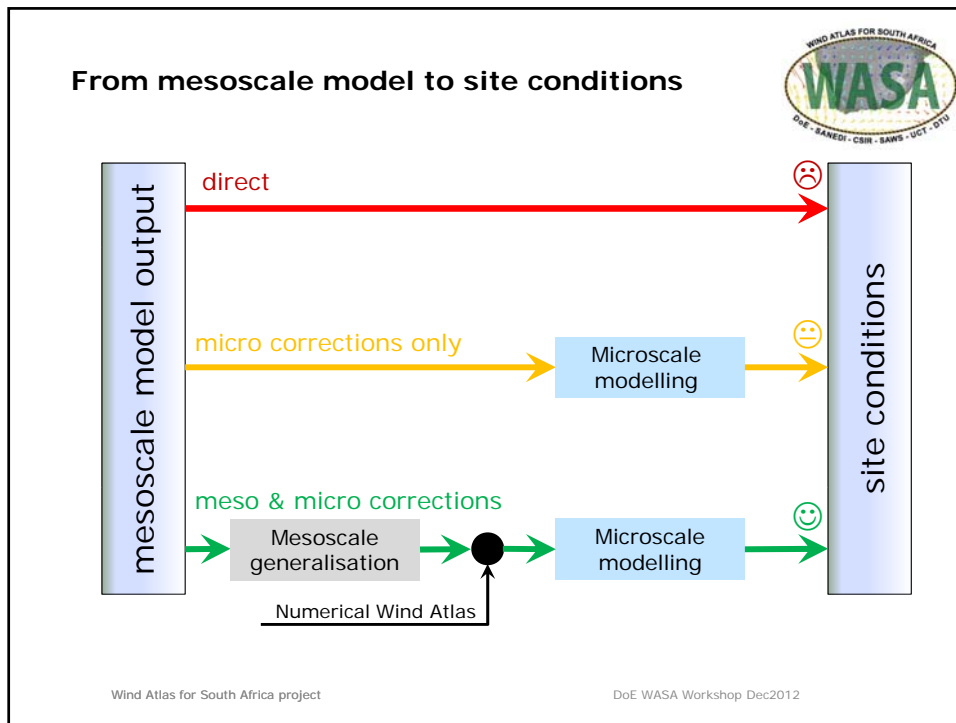 From mesoscale model to site conditions
WIND ATLAS FOR SOUTH AFRICA
WASA
DoE - SANEDI - CSIR - SAWS - UCT - DTU
mesoscale model output
direct
site conditions
micro corrections only
Microscale
modelling
meso & micro corrections
Mesoscale
generalisation
Microscale
modelling
Numerical Wind Atlas
Wind Atlas for South Africa project
DoE WASA Workshop Dec2012